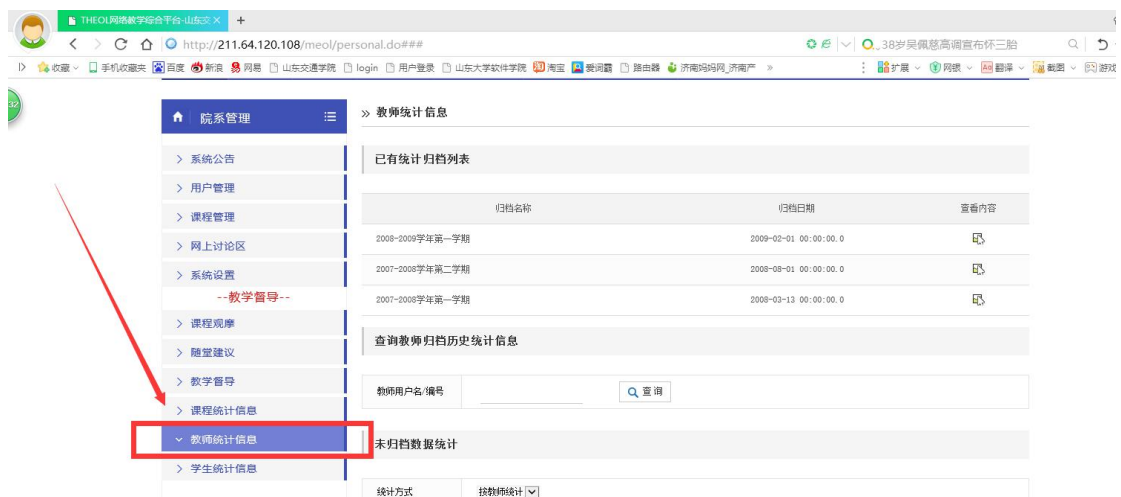 THEOL网络教学综合平台-山东交 × +
http://211.64.120.108/meol/personal.do###
38岁吴佩慈高调宣布怀三胎
收藏 手机收藏夹 百度 新浪 网易 山东交通学院 login 用户登录 山东大学软件学院 淘宝 爱词霸 路由器 济南妈妈网_济南产 » 扩展 网银 翻译 截图 游戏
32
院系管理
» 教师统计信息
> 系统公告
> 用户管理
> 课程管理
> 网上讨论区
> 系统设置
--教学督导--
> 课程观摩
> 随堂建议
> 教学督导
> 课程统计信息
教师统计信息
> 学生统计信息
已有统计归档列表
归档名称 归档日期 查看内容
2008-2009学年第一学期 2009-02-01 00:00:00.0
2007-2008学年第二学期 2008-08-01 00:00:00.0
2007-2008学年第一学期 2008-03-13 00:00:00.0
查询教师归档历史统计信息
教师用户名/编号 查询
未归档数据统计
统计方式 按教师统计